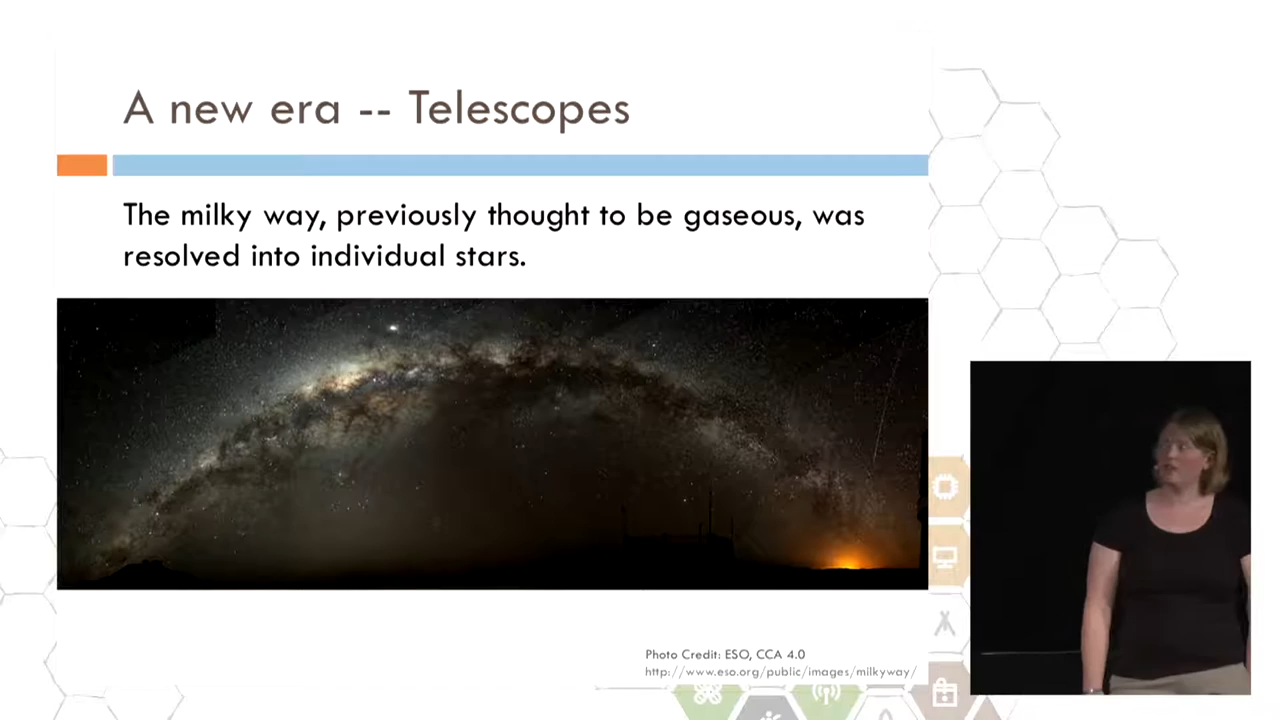 A new era -- Telescopes
The milky way, previously thought to be gaseous, was
resolved into individual stars.
Photo Credit: ESO, CCA 4.0
http://www.eso.org/public/images/milkyway/